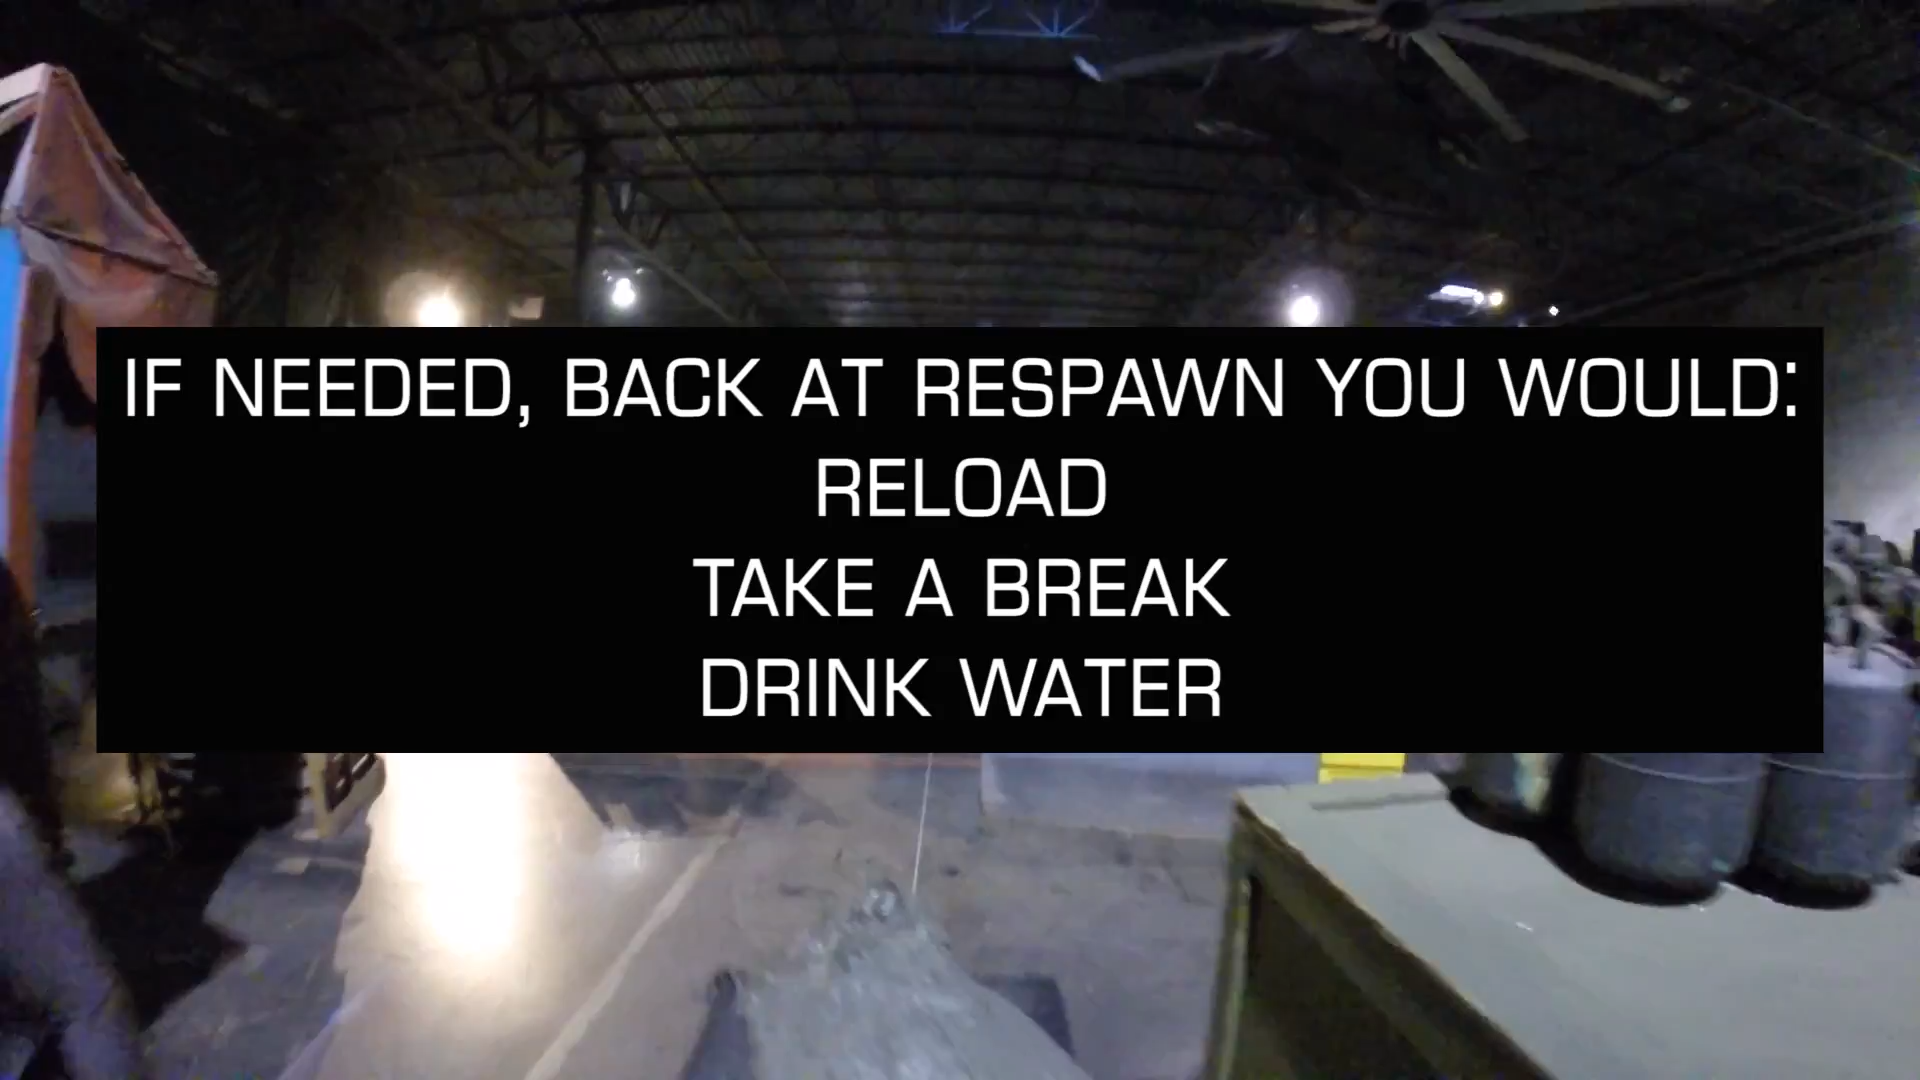 IF NEEDED, BACK AT RESPAWN YOU WOULD:
RELOAD
TAKE A BREAK
DRINK WATER